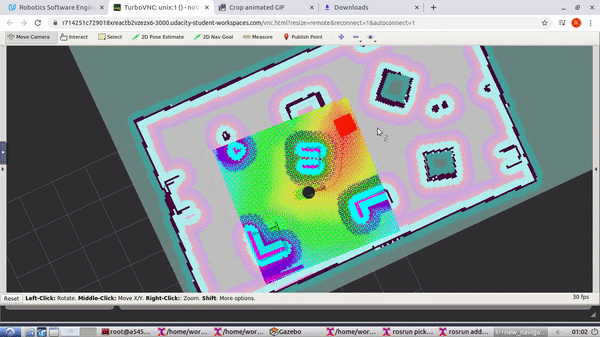 Robotics Software Engin
TurboVNC: unix:1 () - nov
Crop animated GIF
Downloads
r714251c729018xreactb2vzezx6-3000.udacity-student-workspaces.com/vnc.html?resize=remote&reconnect=1&autoconnect=1
Move Camera
Interact
Select
2D Pose Estimate
2D Nav Goal
Measure
Publish Point
Reset
Left-Click: Rotate. Middle-Click: Move X/Y. Right-Click: Zoom. Shift: More options.
30 fps
root@a545...
/home/wor...
/home/wor...
Gazebo
/home/wor...
/home/wor...
rosrun pick...
rosrun add...
01:02